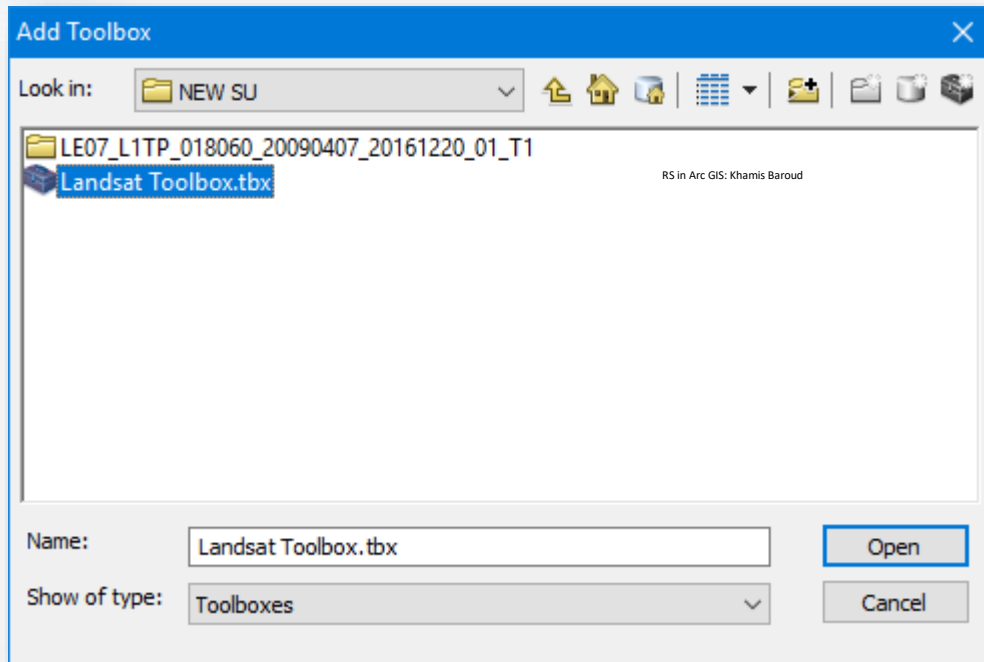 Add Toolbox
Look in: NEW SU
LE07_L1TP_018060_20090407_20161220_01_T1
Landsat Toolbox.tbx
RS in Arc GIS: Khamis Baroud
Name: Landsat Toolbox.tbx Open
Show of type: Toolboxes Cancel